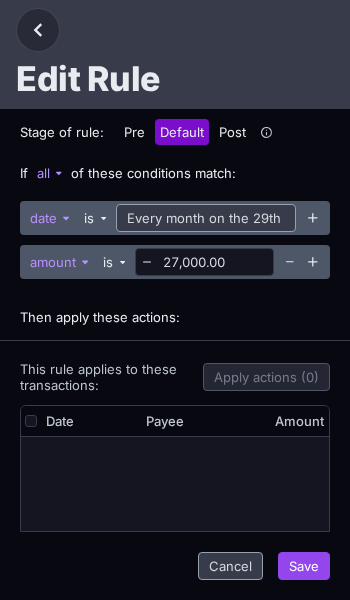 Edit Rule
Stage of rule: Pre Default Post
If all of these conditions match:
date is Every month on the 29th +
amount is − 27,000.00 − +
Then apply these actions:
This rule applies to these
transactions:
Apply actions (0)
Date Payee Amount
Cancel Save